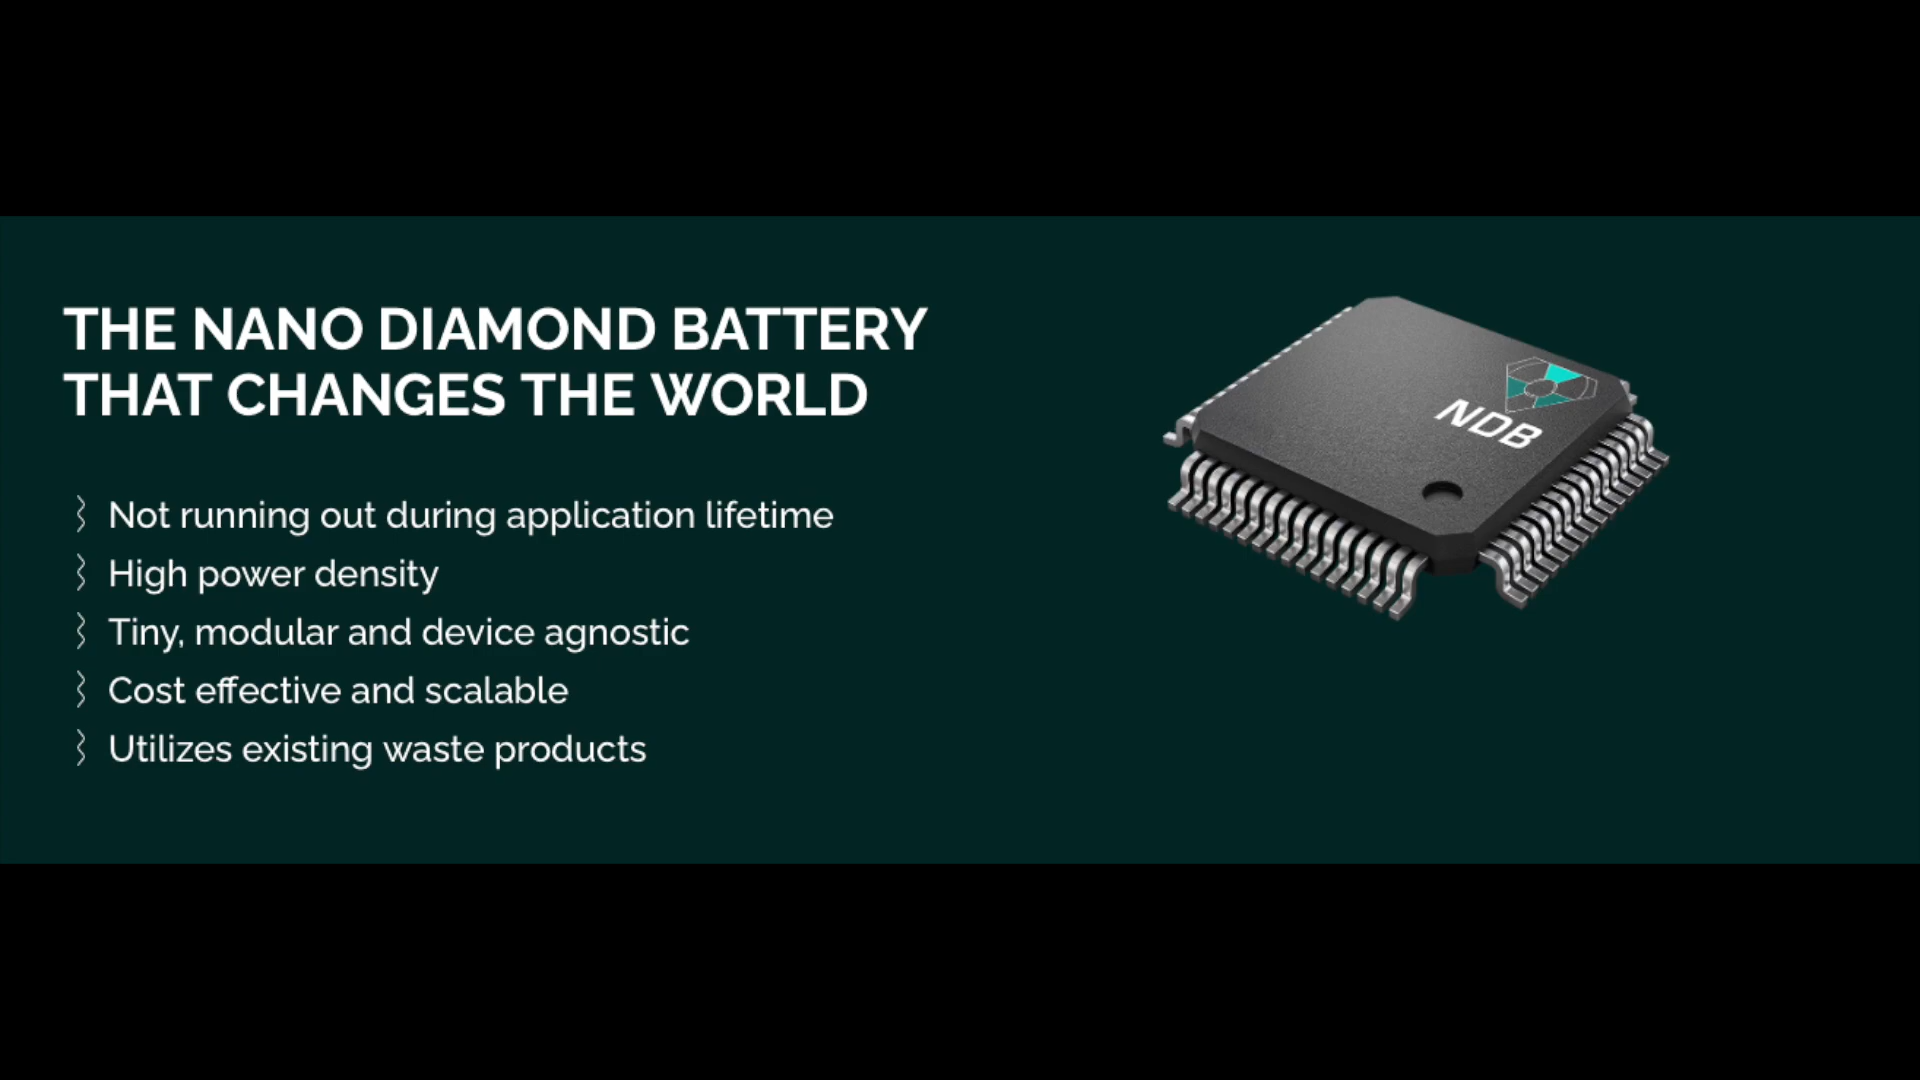 THE NANO DIAMOND BATTERY
THAT CHANGES THE WORLD
Not running out during application lifetime
High power density
Tiny, modular and device agnostic
Cost effective and scalable
Utilizes existing waste products
NDB